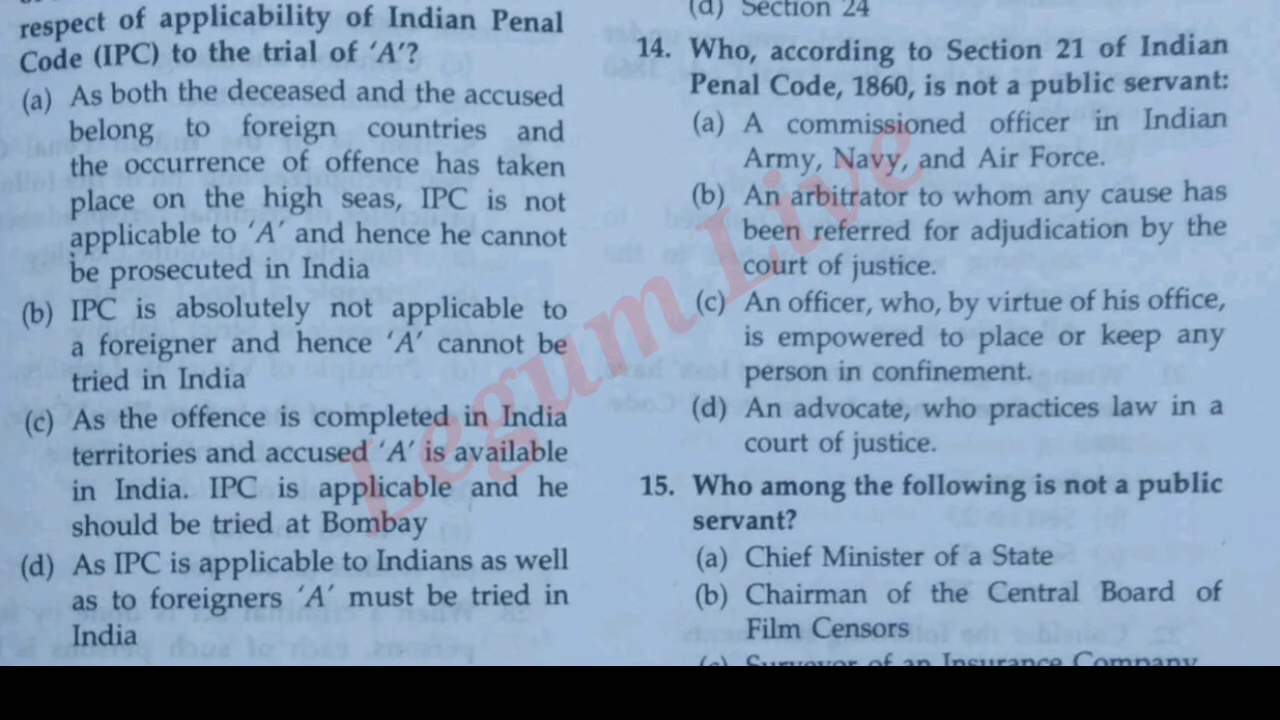 respect of applicability of Indian Penal
Code (IPC) to the trial of 'A'?
(a) As both the deceased and the accused
belong to foreign countries and
the occurrence of offence has taken
place on the high seas, IPC is not
applicable to 'A' and hence he cannot
be prosecuted in India
(b) IPC is absolutely not applicable to
a foreigner and hence 'A' cannot be
tried in India
(c) As the offence is completed in India
territories and accused 'A' is available
in India. IPC is applicable and he
should be tried at Bombay
(d) As IPC is applicable to Indians as well
as to foreigners 'A' must be tried in
India
(d) Section 24
14. Who, according to Section 21 of Indian
Penal Code, 1860, is not a public servant:
(a) A commissioned officer in Indian
Army, Navy, and Air Force.
(b) An arbitrator to whom any cause has
been referred for adjudication by the
court of justice.
(c) An officer, who, by virtue of his office,
is empowered to place or keep any
person in confinement.
(d) An advocate, who practices law in a
court of justice.
15. Who among the following is not a public
servant?
(a) Chief Minister of a State
(b) Chairman of the Central Board of
Film Censors
(c) Surveyor of an Insurance Company
Legum Live